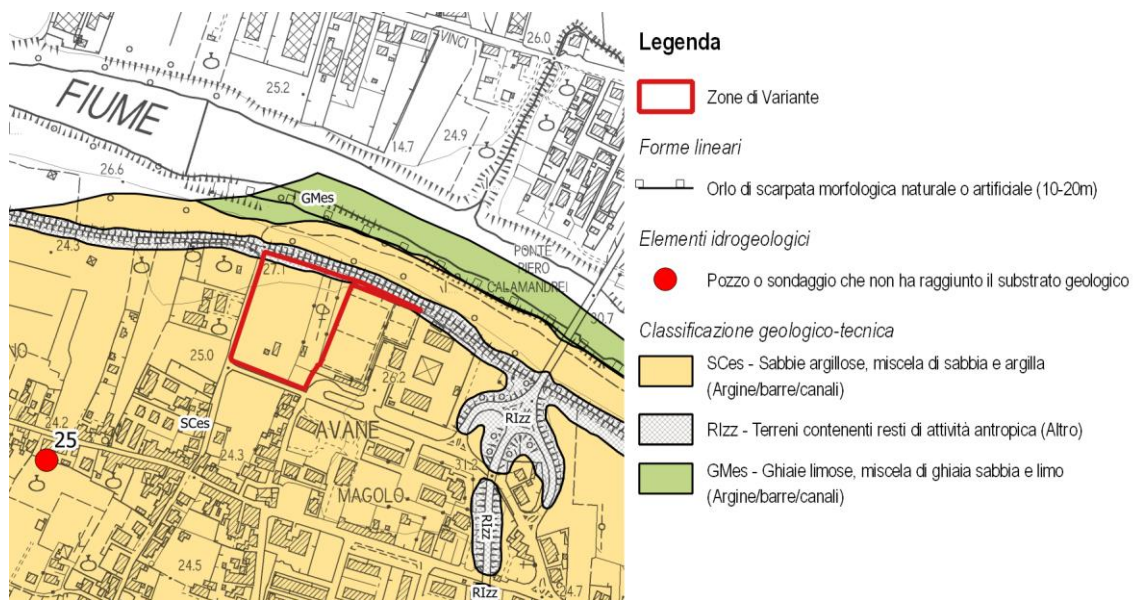 VINCI
26.0
25.2
FIUME
24.9
14.7
26.6
GMes
24.3
27.1
PONTE
PIERO
CALAMANDREI
30.7
25.0
26.2
NO
24.2
25
SCes
24.3
AVANE
RIzz
31.2
MAGOLO
RIzz
24.5
24.7
RIzz
Legenda
Zone di Variante
Forme lineari
Orlo di scarpata morfologica naturale o artificiale (10-20m)
Elementi idrogeologici
Pozzo o sondaggio che non ha raggiunto il substrato geologico
Classificazione geologico-tecnica
SCes - Sabbie argillose, miscela di sabbia e argilla
(Argine/barre/canali)
RIzz - Terreni contenenti resti di attività antropica (Altro)
GMes - Ghiaie limose, miscela di ghiaia sabbia e limo
(Argine/barre/canali)